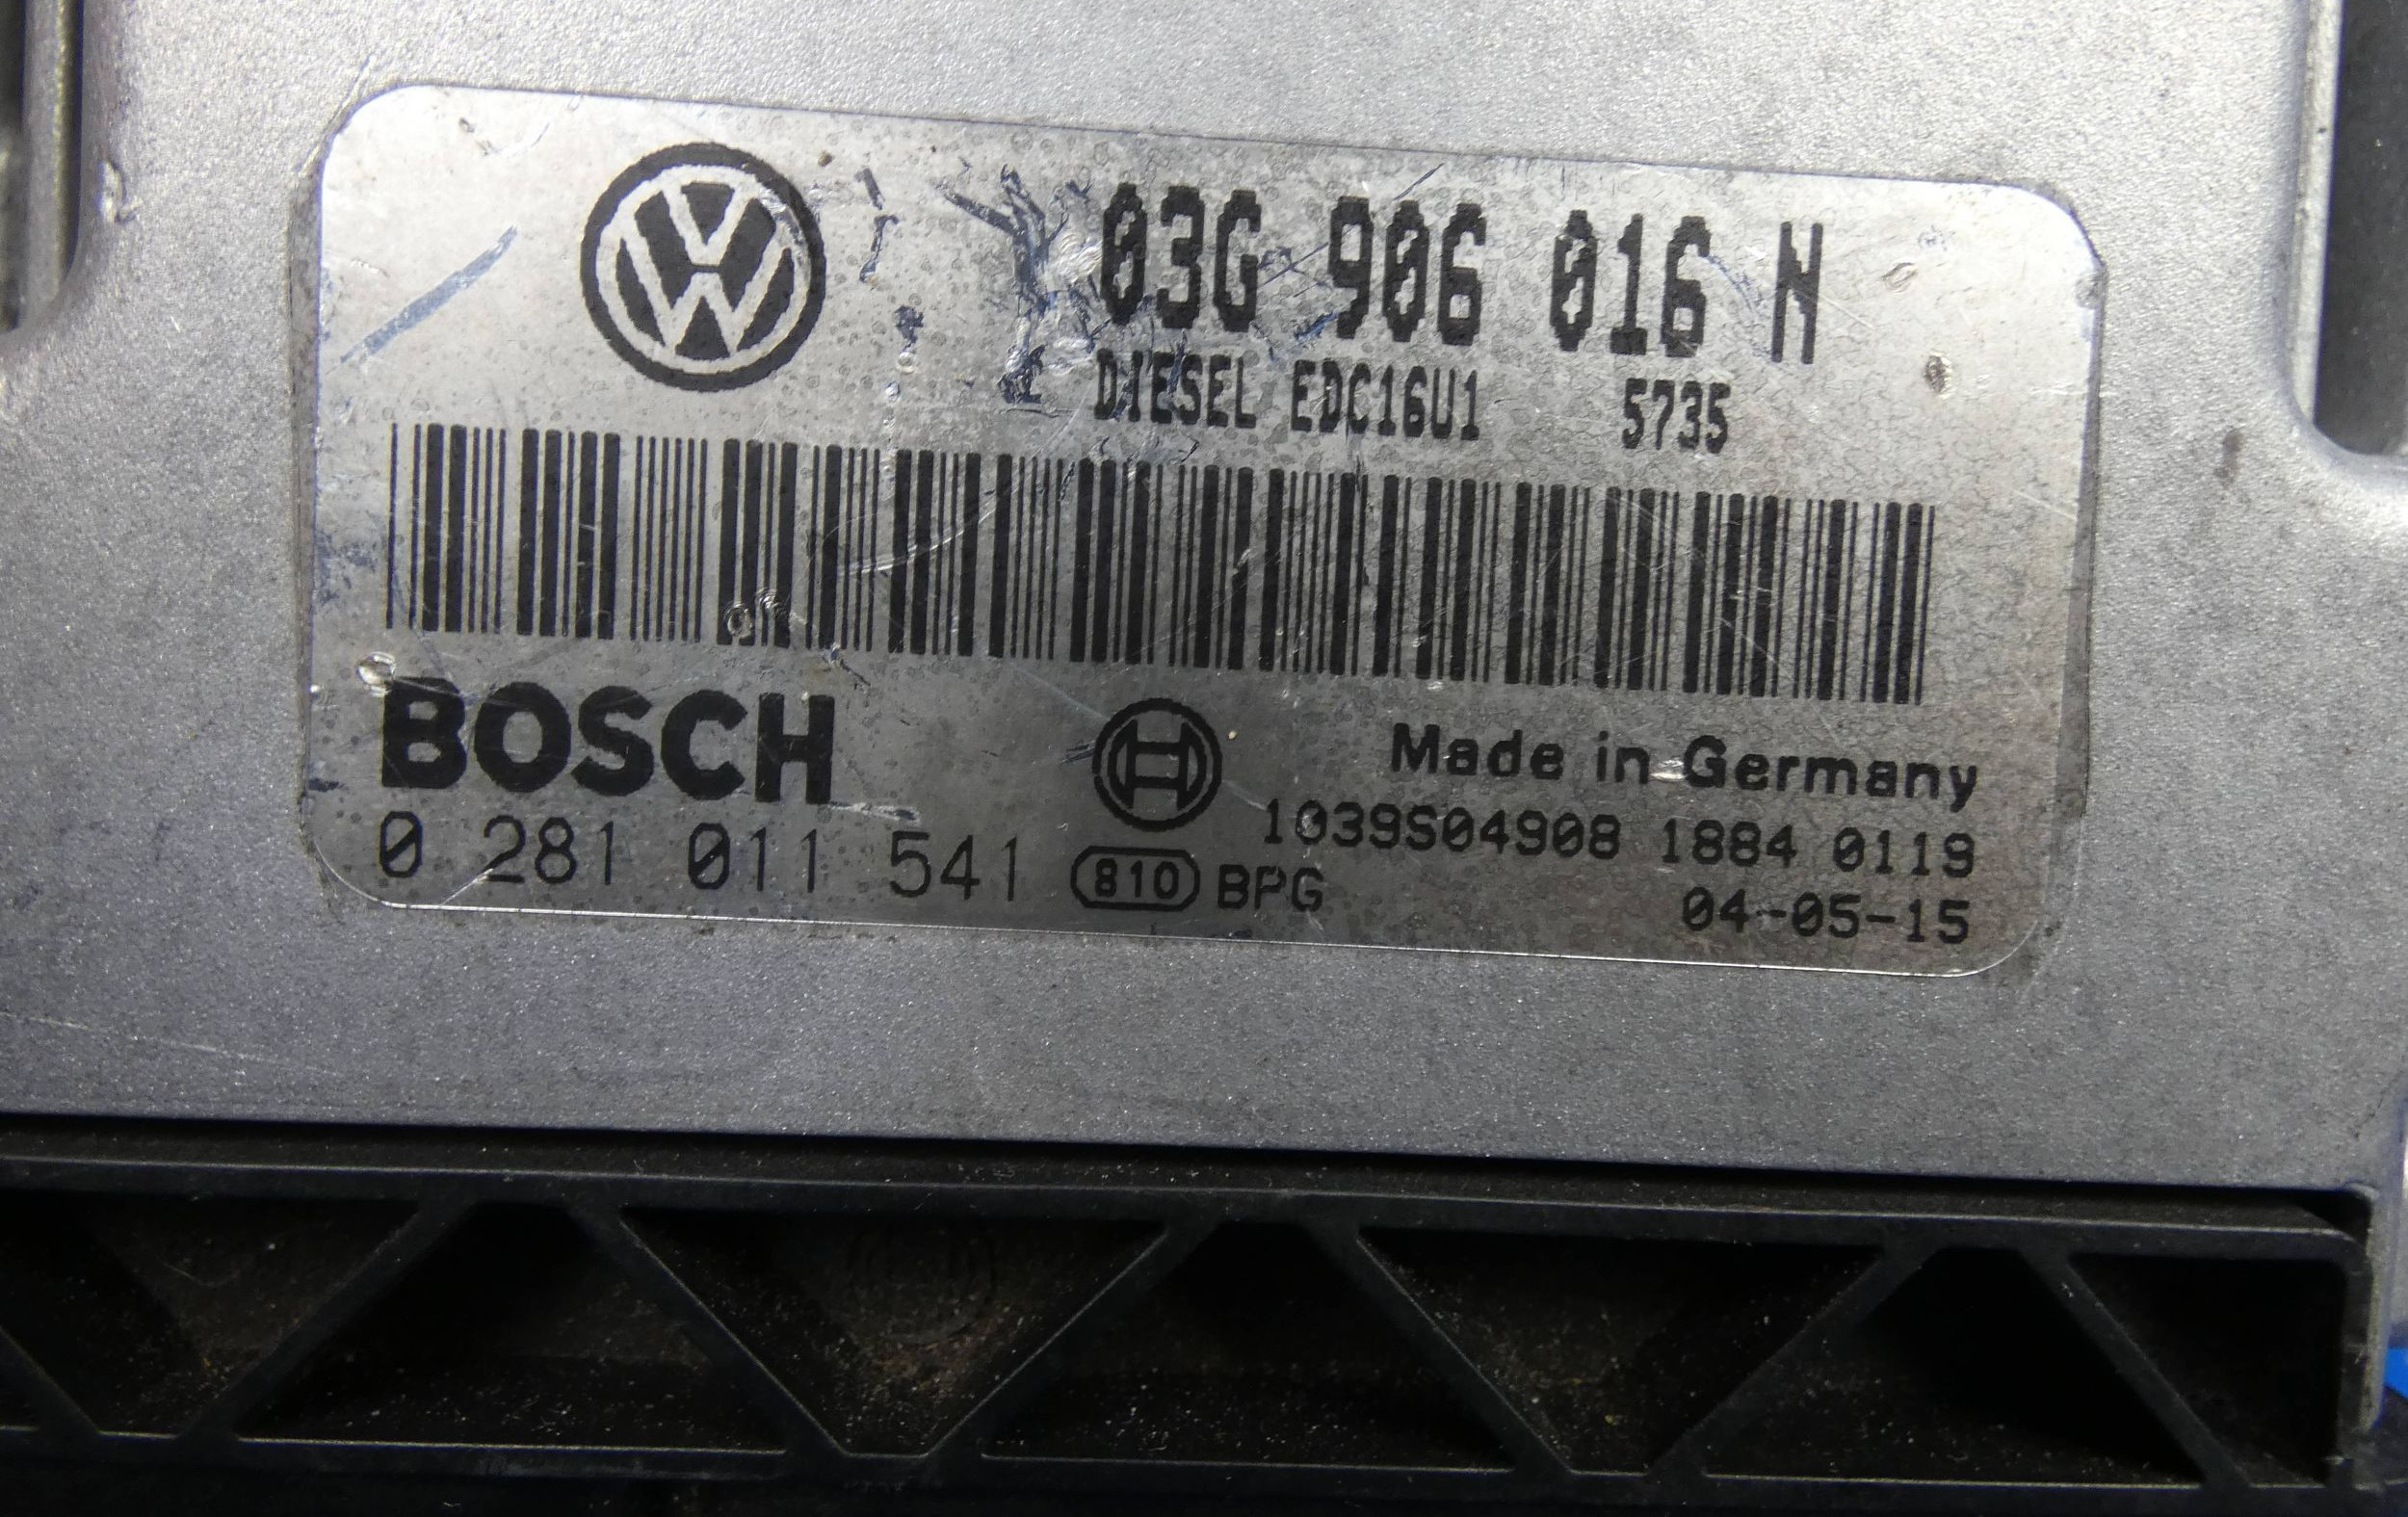 03G 906 016 N
DIESEL EDC16U1 5735
BOSCH
Made in Germany
0 281 011 541
1039S04908 1884 0119
810 BPG
04-05-15